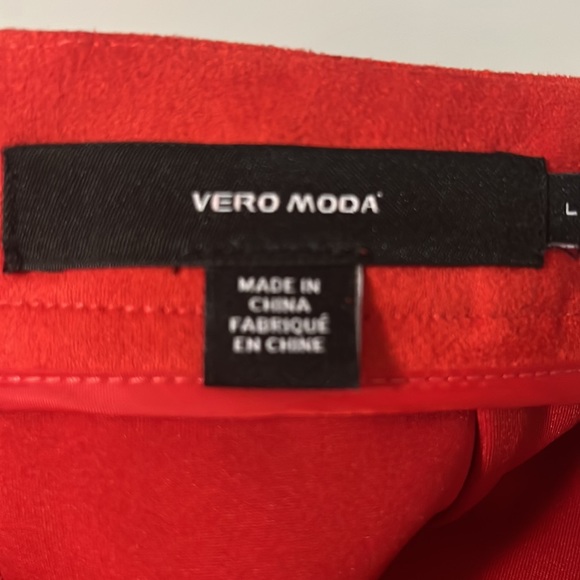 VERO MODA
L
MADE IN
CHINA
FABRIQUÉ
EN CHINE